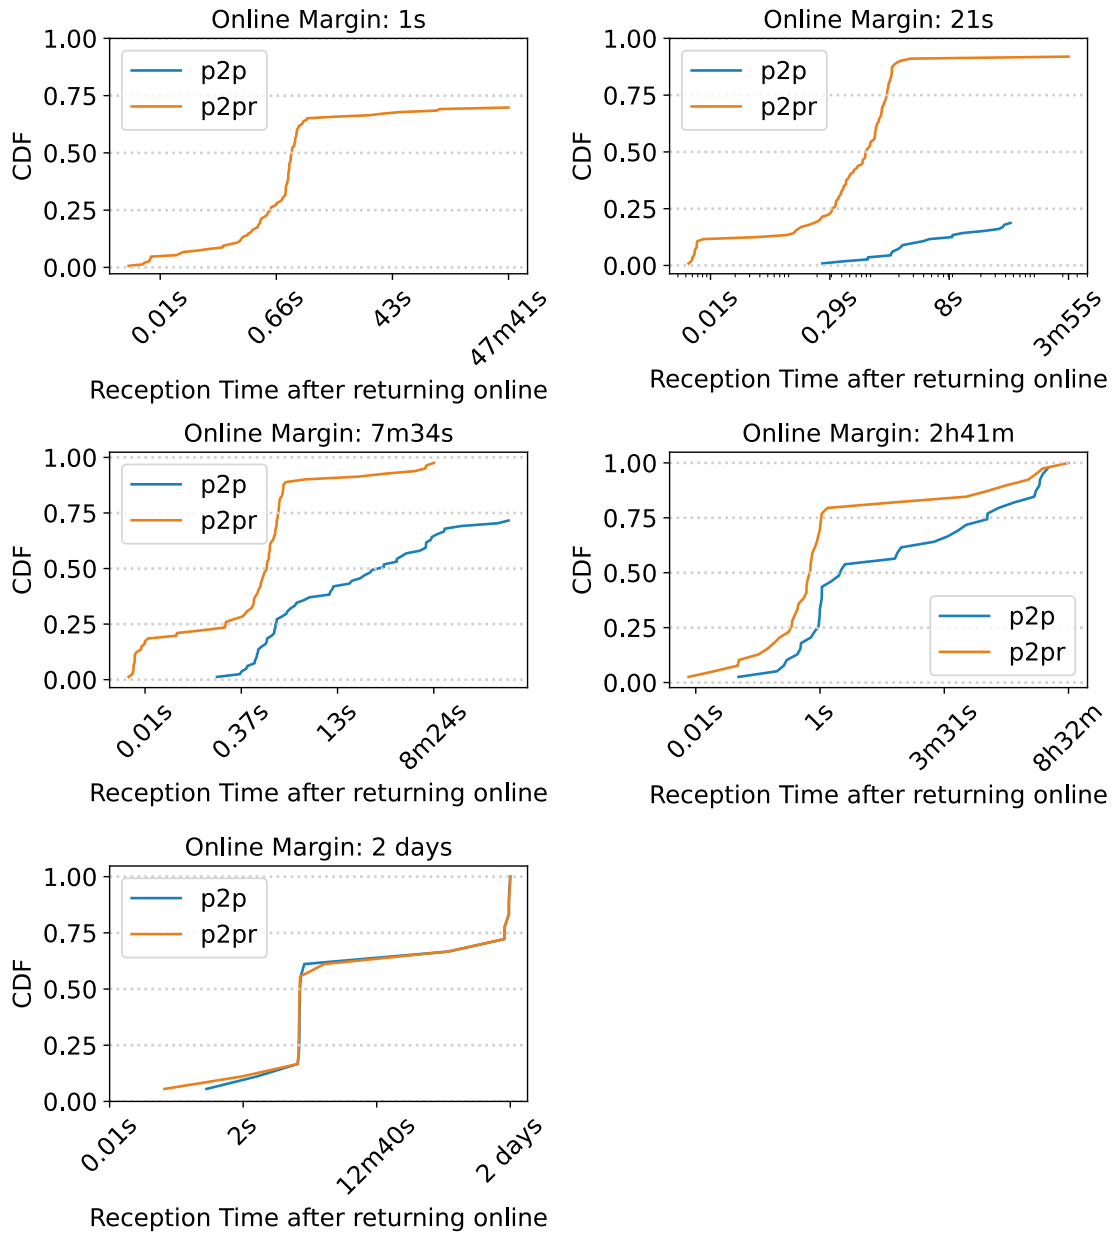 Online Margin: 1s
1.00
0.75
0.50
0.25
0.00
CDF
p2p
p2pr
0.01s
0.66s
43s
47m41s
Reception Time after returning online
Online Margin: 21s
1.00
0.75
0.50
0.25
0.00
CDF
p2p
p2pr
0.01s
0.29s
8s
3m55s
Reception Time after returning online
Online Margin: 7m34s
1.00
0.75
0.50
0.25
0.00
CDF
p2p
p2pr
0.01s
0.37s
13s
8m24s
Reception Time after returning online
Online Margin: 2h41m
1.00
0.75
0.50
0.25
0.00
CDF
p2p
p2pr
0.01s
1s
3m31s
8h32m
Reception Time after returning online
Online Margin: 2 days
1.00
0.75
0.50
0.25
0.00
CDF
p2p
p2pr
0.01s
2s
12m40s
2 days
Reception Time after returning online